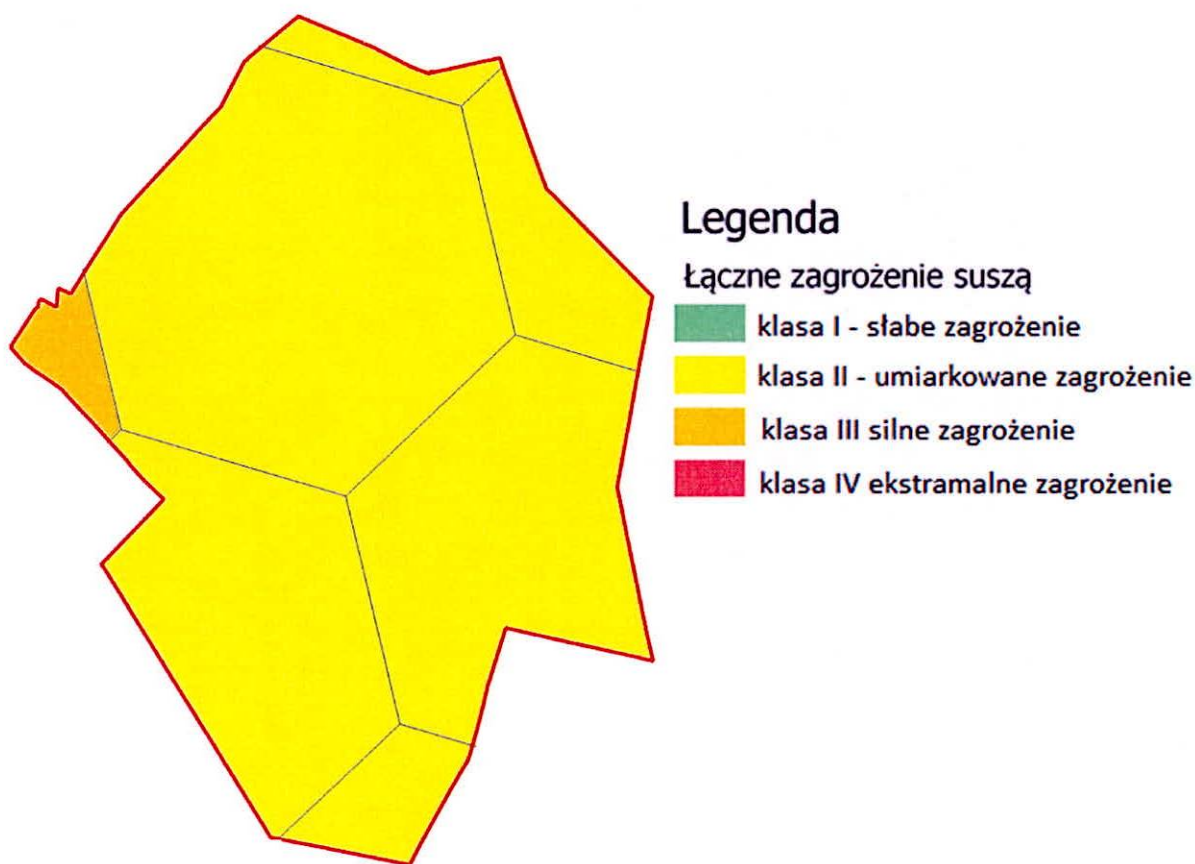 Legenda
Łączne zagrożenie suszą
klasa I - słabe zagrożenie
klasa II - umiarkowane zagrożenie
klasa III silne zagrożenie
klasa IV ekstramalne zagrożenie